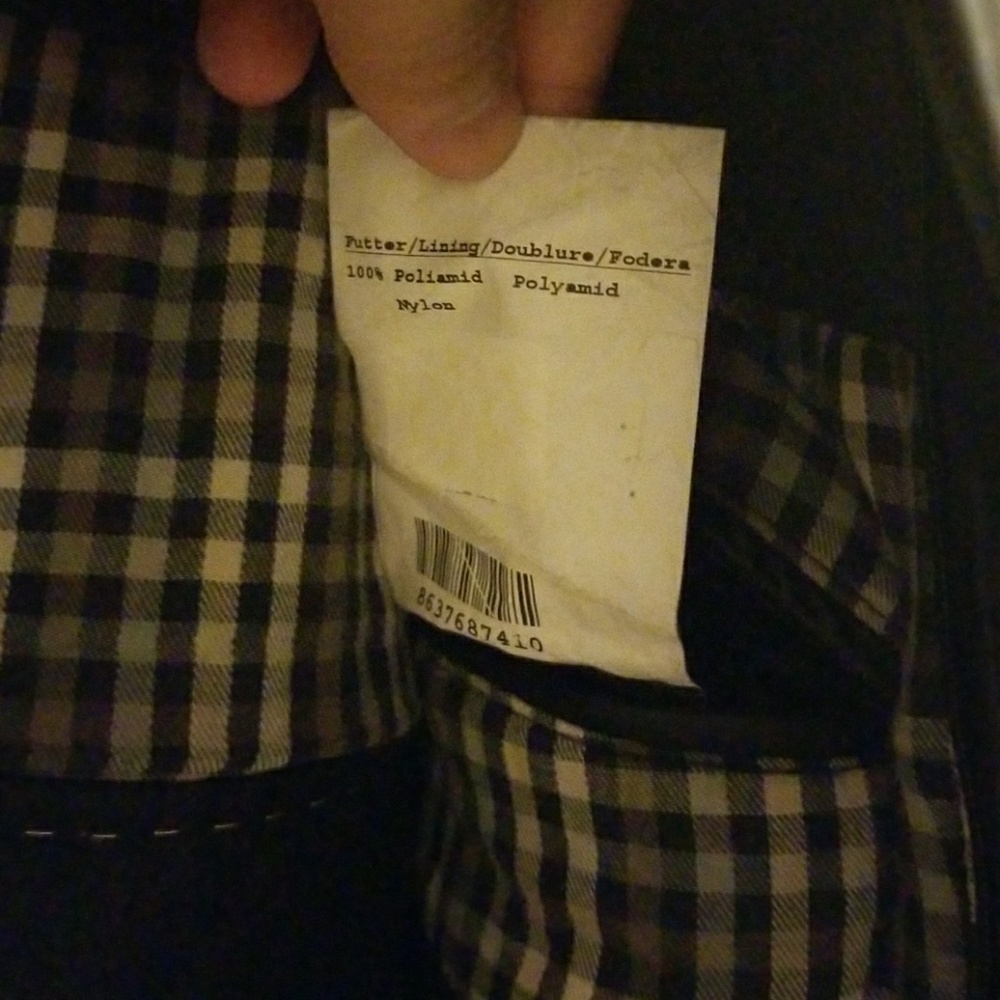 Futter/Lining/Doublure/Fodera
100% Poliamid Polyamid
Nylon
8637687410